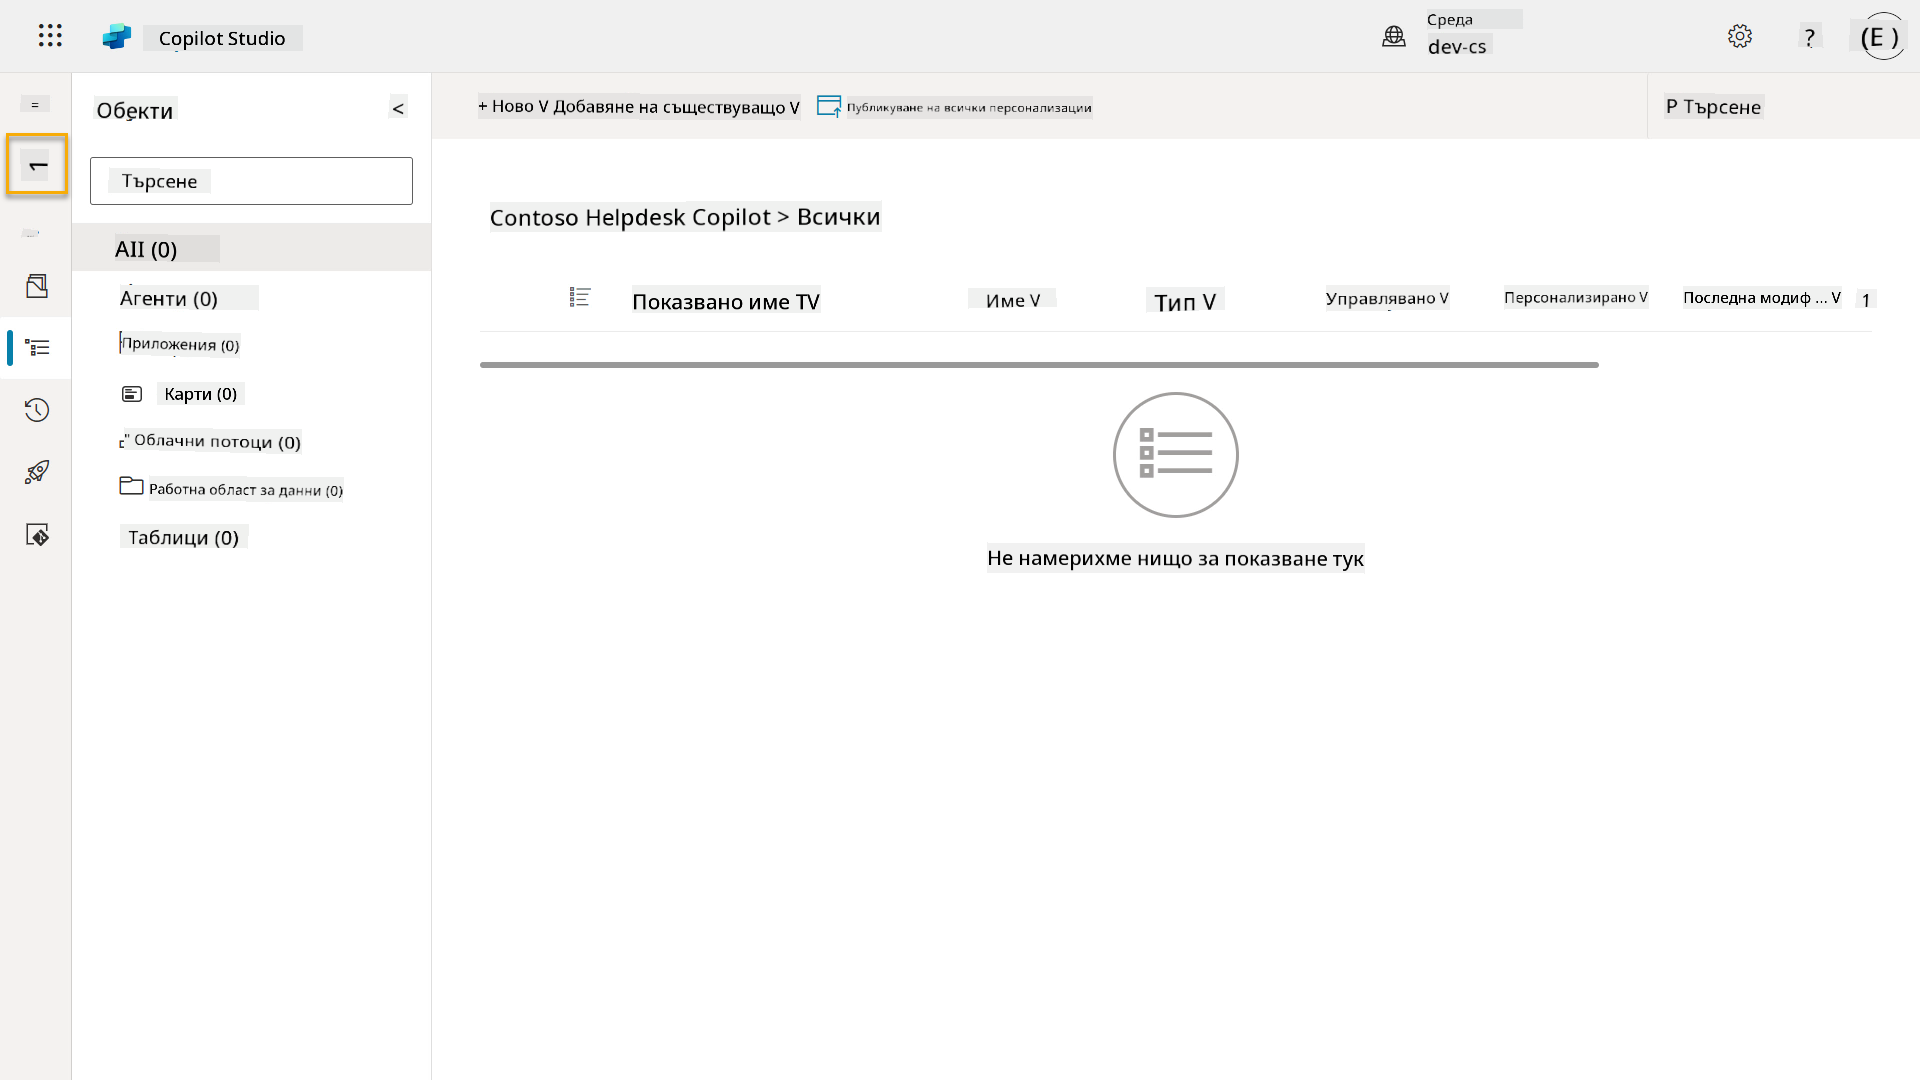 Copilot Studio
Среда
dev-cs
?
(E )
=
Обекти
<
+ Ново V Добавяне на съществуващо V
Публикуване на всички персонализации
P Търсене
1
Търсене
Contoso Helpdesk Copilot > Всички
AII (0)
Агенти (0)
Приложения (0)
Карти (0)
" Облачни потоци (0)
Работна област за данни (0)
Таблици (0)
Показвано име TV
Име V
Тип V
Управлявано V
Персонализирано V
Последна модиф ... V
1
Не намерихме нищо за показване тук